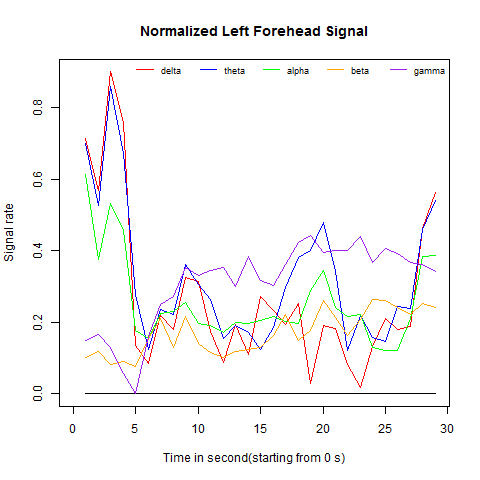 Normalized Left Forehead Signal
delta theta alpha beta gamma
Signal rate
0.8
0.6
0.4
0.2
0.0
0 5 10 15 20 25 30
Time in second(starting from 0 s)